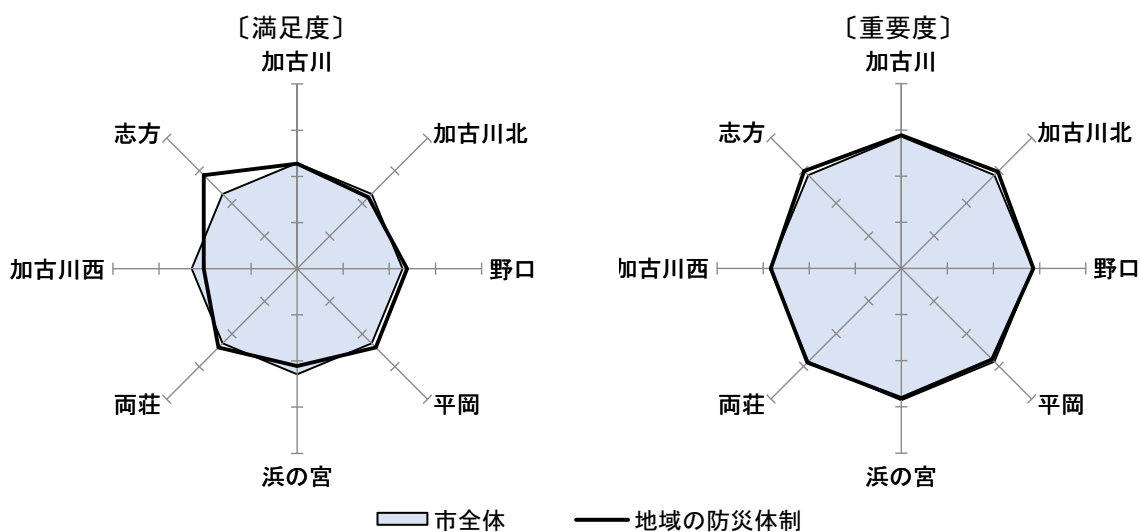 〔満足度〕
加古川
加古川北
野口
平岡
浜の宮
両荘
加古川西
志方
〔重要度〕
加古川
加古川北
野口
平岡
浜の宮
両荘
加古川西
志方
市全体
地域の防災体制